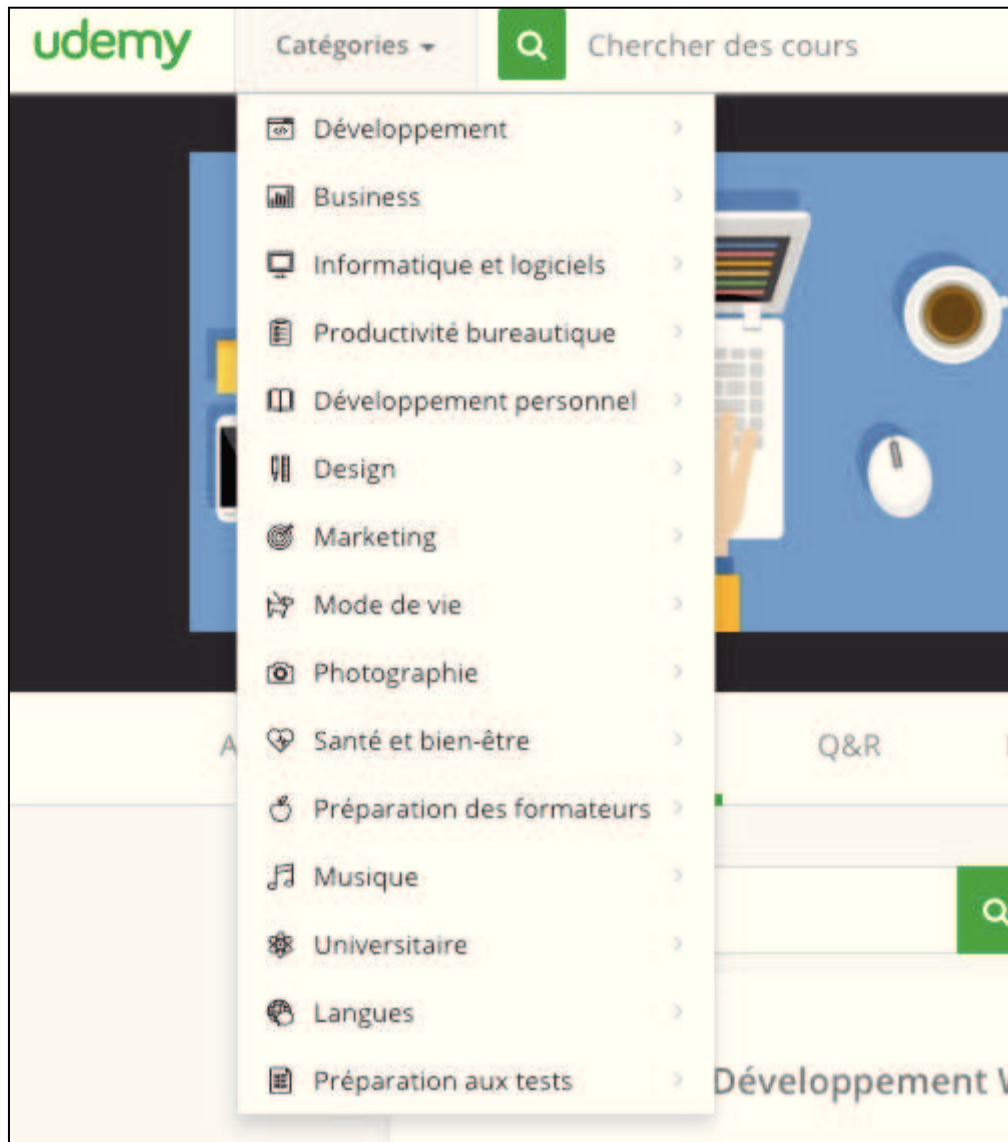 udemy Catégories Chercher des cours
Développement
Business
Informatique et logiciels
Productivité bureautique
Développement personnel
Design
Marketing
Mode de vie
Photographie
Santé et bien-être
Q&R
Préparation des formateurs
Musique
Universitaire
Langues
Préparation aux tests
Développement